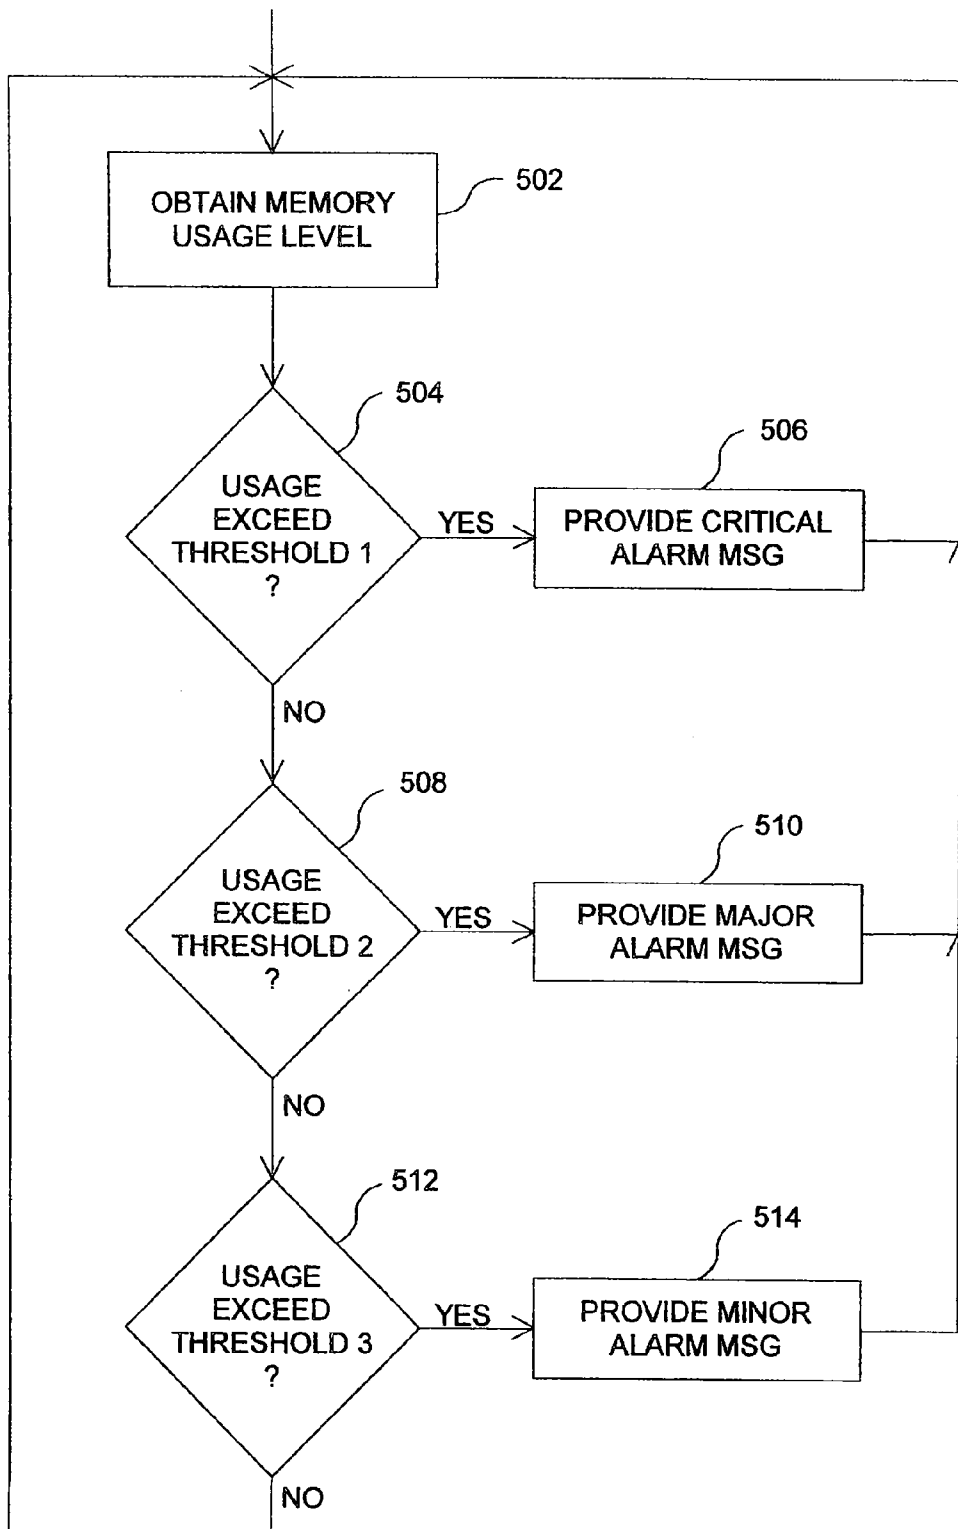 502
OBTAIN MEMORY
USAGE LEVEL
504
USAGE
EXCEED
THRESHOLD 1
?
YES
506
PROVIDE CRITICAL
ALARM MSG
NO
508
USAGE
EXCEED
THRESHOLD 2
?
YES
510
PROVIDE MAJOR
ALARM MSG
NO
512
USAGE
EXCEED
THRESHOLD 3
?
YES
514
PROVIDE MINOR
ALARM MSG
NO